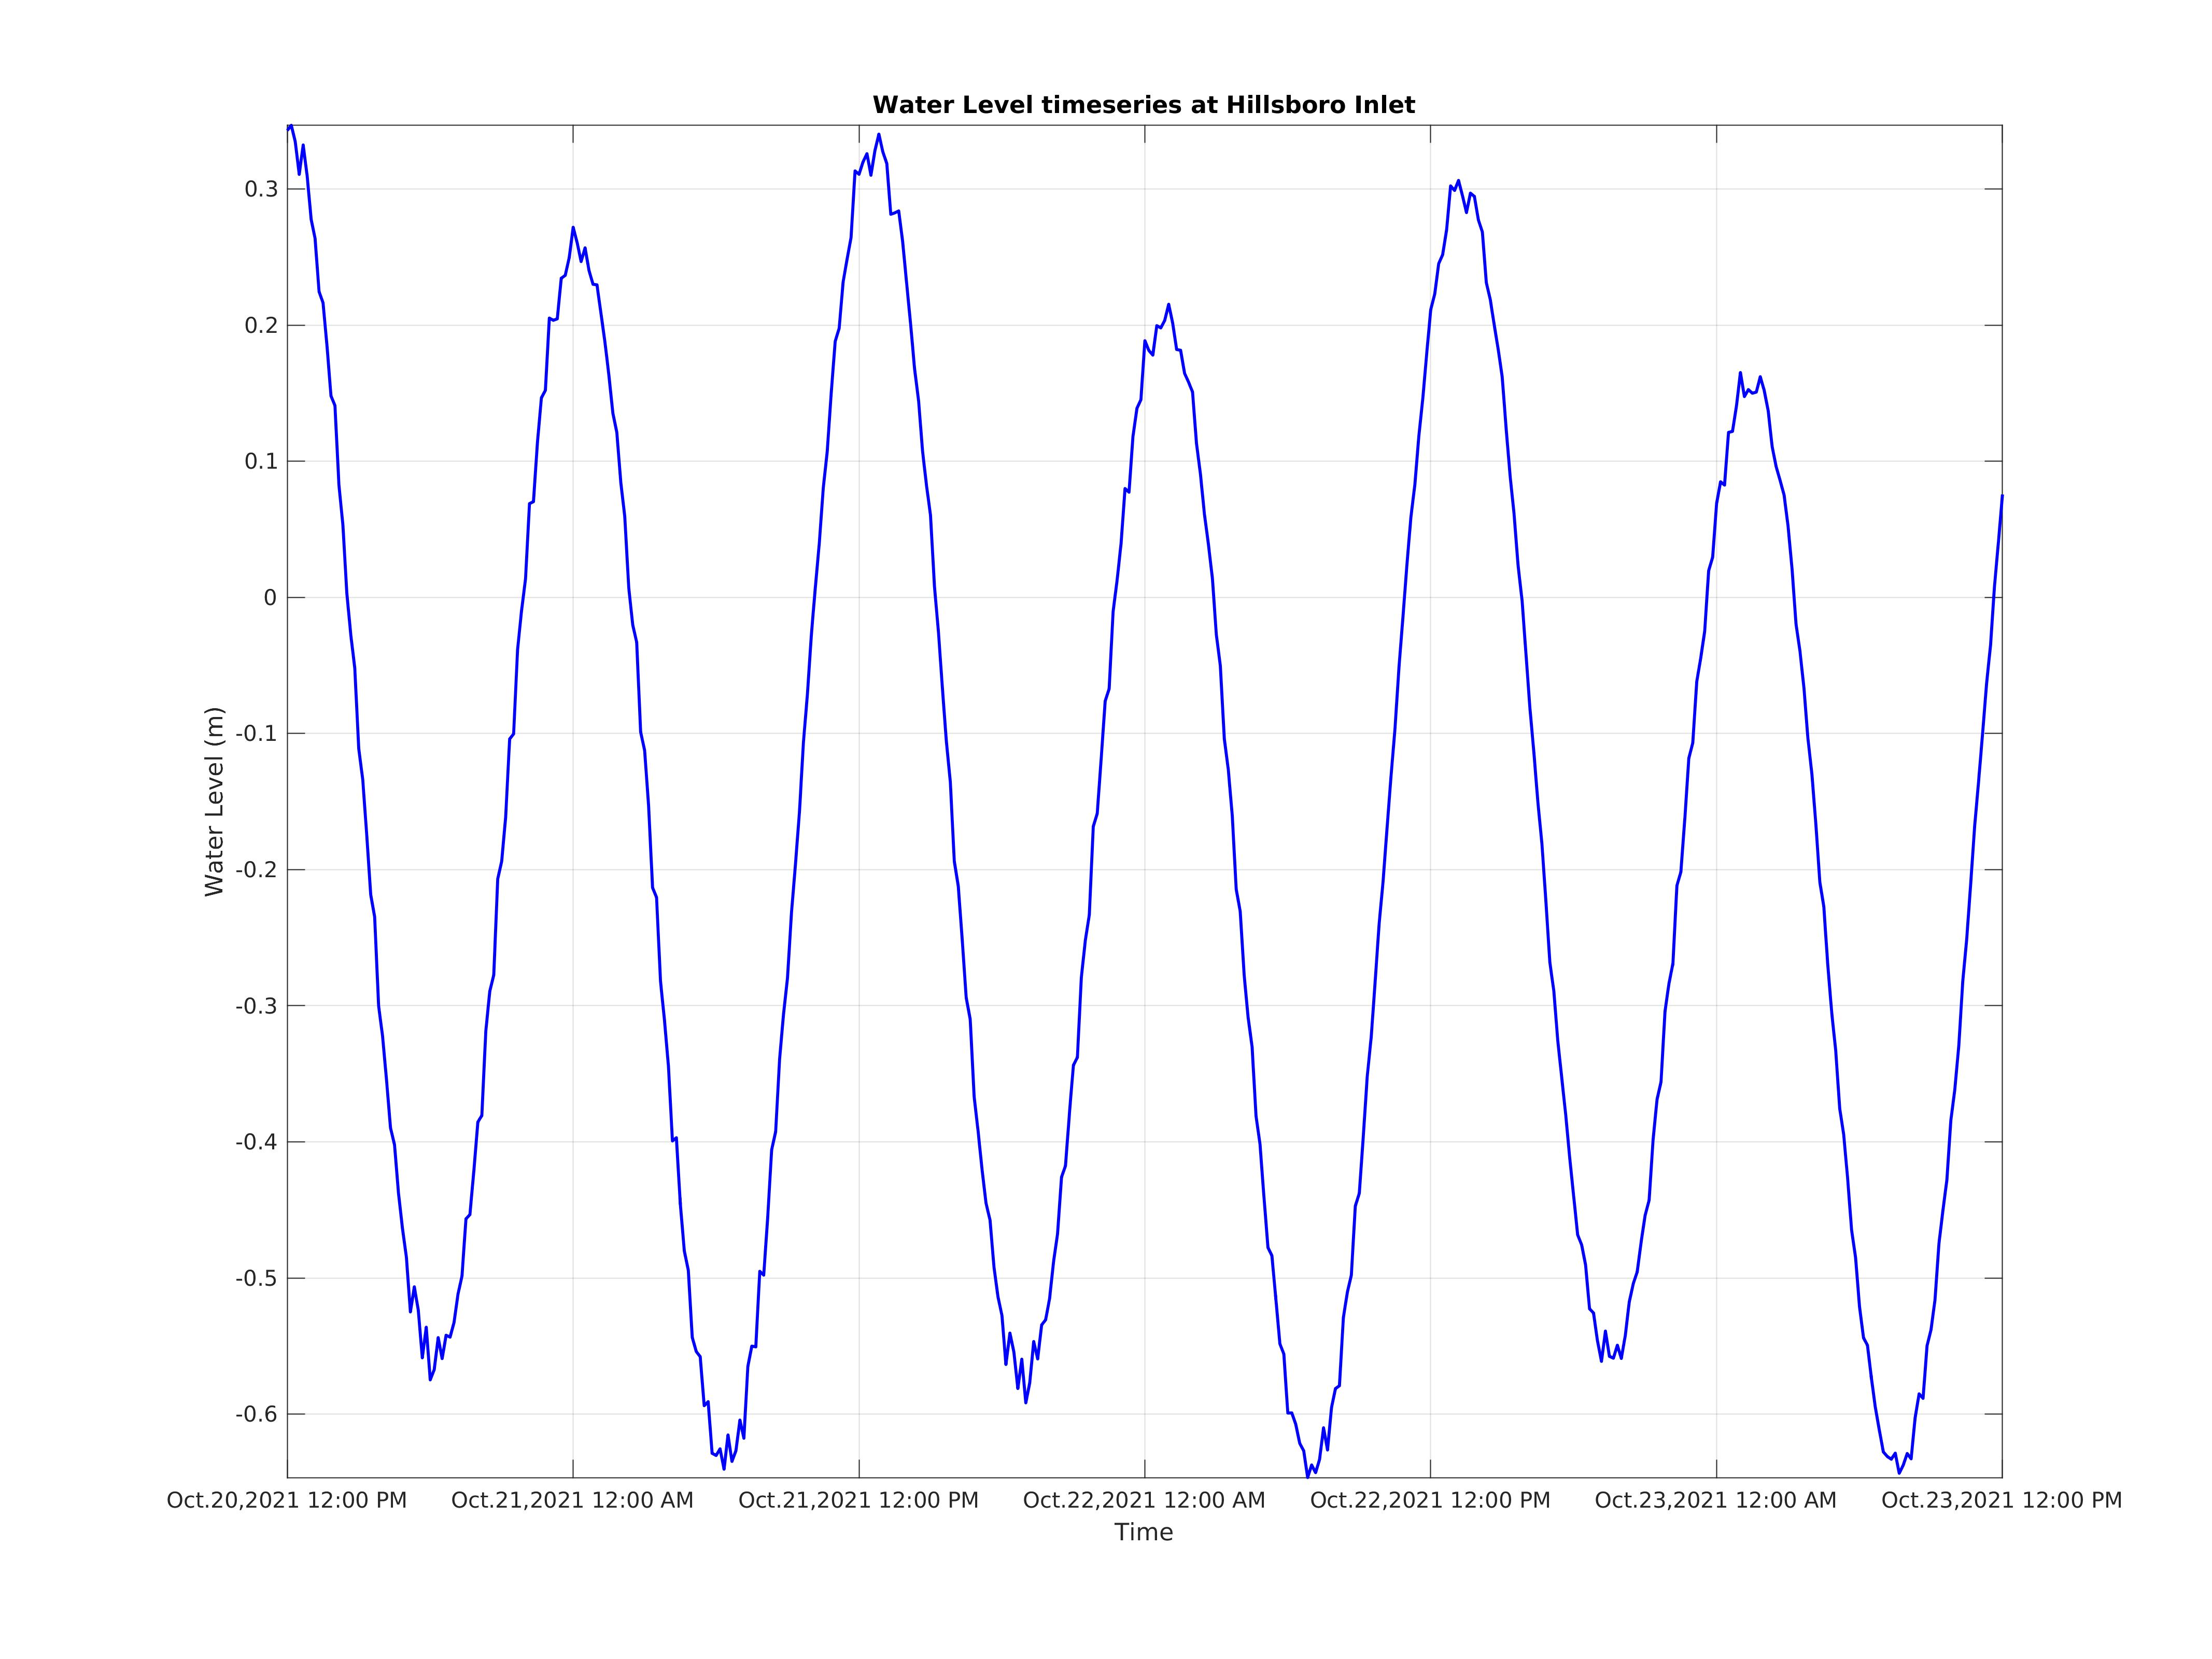 Water Level timeseries at Hillsboro Inlet
0.3
0.2
0.1
0
-0.1
-0.2
-0.3
-0.4
-0.5
-0.6
Water Level (m)
Oct.20,2021 12:00 PM
Oct.21,2021 12:00 AM
Oct.21,2021 12:00 PM
Oct.22,2021 12:00 AM
Oct.22,2021 12:00 PM
Oct.23,2021 12:00 AM
Oct.23,2021 12:00 PM
Time